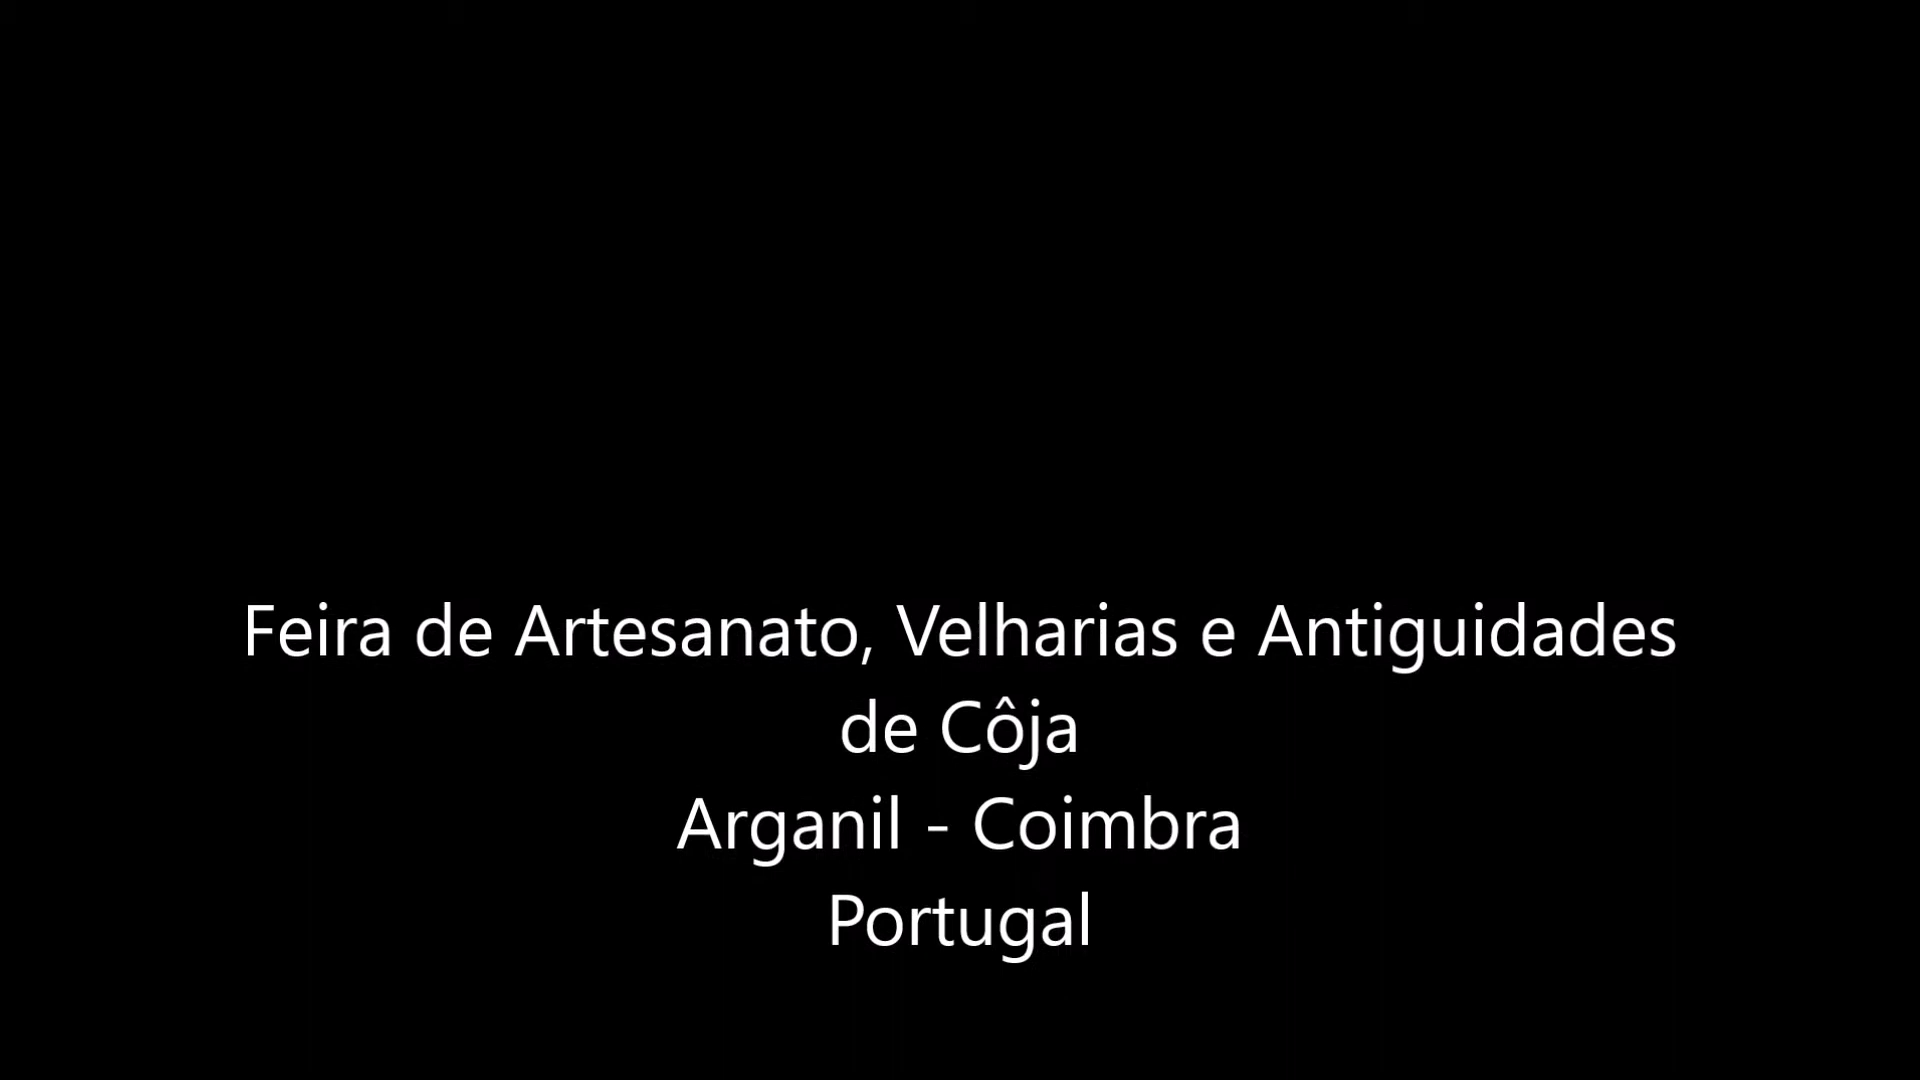 Feira de Artesanato, Velharias e Antiguidades
de Côja
Arganil - Coimbra
Portugal